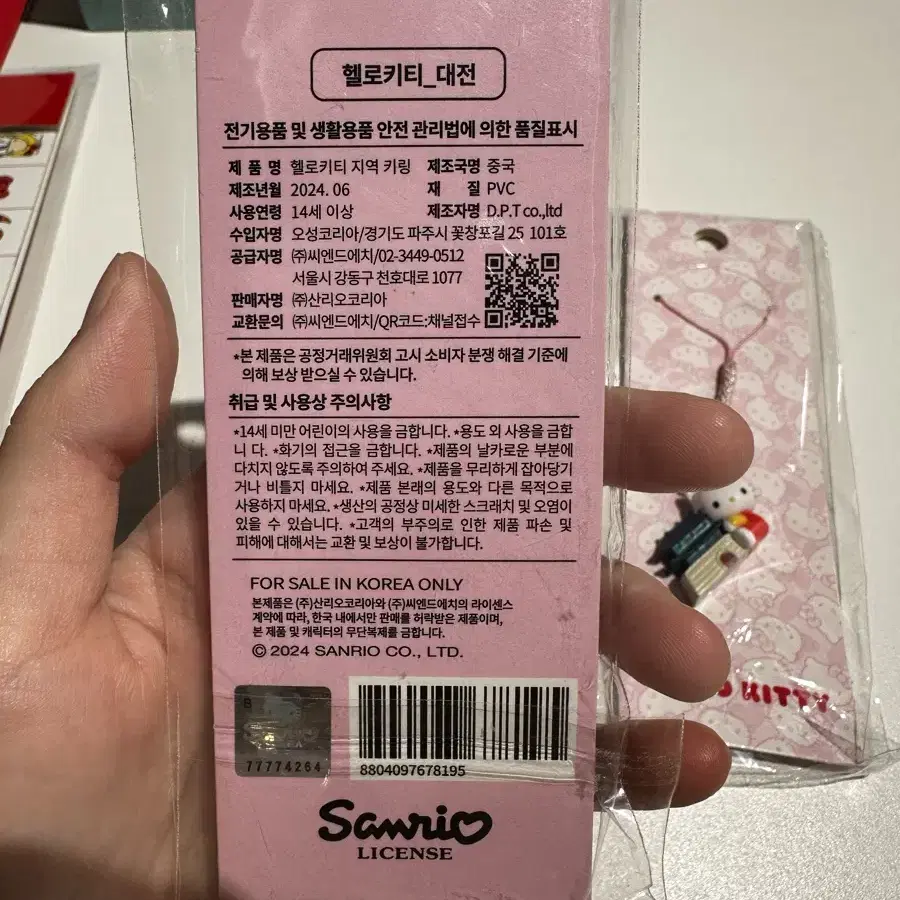 헬로키티_대전
전기용품 및 생활용품 안전 관리법에 의한 품질표시
제 품 명 헬로키티 지역 키링 제조국명 중국
제조년월 2024. 06 재 질 PVC
사용연령 14세 이상 제조자명 D.P.T co.,ltd
수입자명 오성코리아/경기도 파주시 꽃창포길 25 101호
공급자명 ㈜씨엔드에치/02-3449-0512
서울시 강동구 천호대로 1077
판매자명 ㈜산리오코리아
교환문의 ㈜씨엔드에치/QR코드:채널접수
*본 제품은 공정거래위원회 고시 소비자 분쟁 해결 기준에
의해 보상 받으실 수 있습니다.
취급 및 사용상 주의사항
*14세 미만 어린이의 사용을 금합니다. *용도 외 사용을 금합
니 다. *화기의 접근을 금합니다. *제품의 날카로운 부분에
다치지 않도록 주의하여 주세요. *제품을 무리하게 잡아당기
거나 비틀지 마세요. *제품 본래의 용도와 다른 목적으로
사용하지 마세요. *생산의 공정상 미세한 스크래치 및 오염이
있을 수 있습니다. *고객의 부주의로 인한 제품 파손 및
피해에 대해서는 교환 및 보상이 불가합니다.
FOR SALE IN KOREA ONLY
본제품은 (주)산리오코리아와 (주)씨엔드에치의 라이센스
계약에 따라, 한국 내에서만 판매를 허락받은 제품이며,
본 제품 및 캐릭터의 무단복제를 금합니다.
© 2024 SANRIO CO., LTD.
B
77774264
8804097678195
Sanrio
LICENSE
KITTY